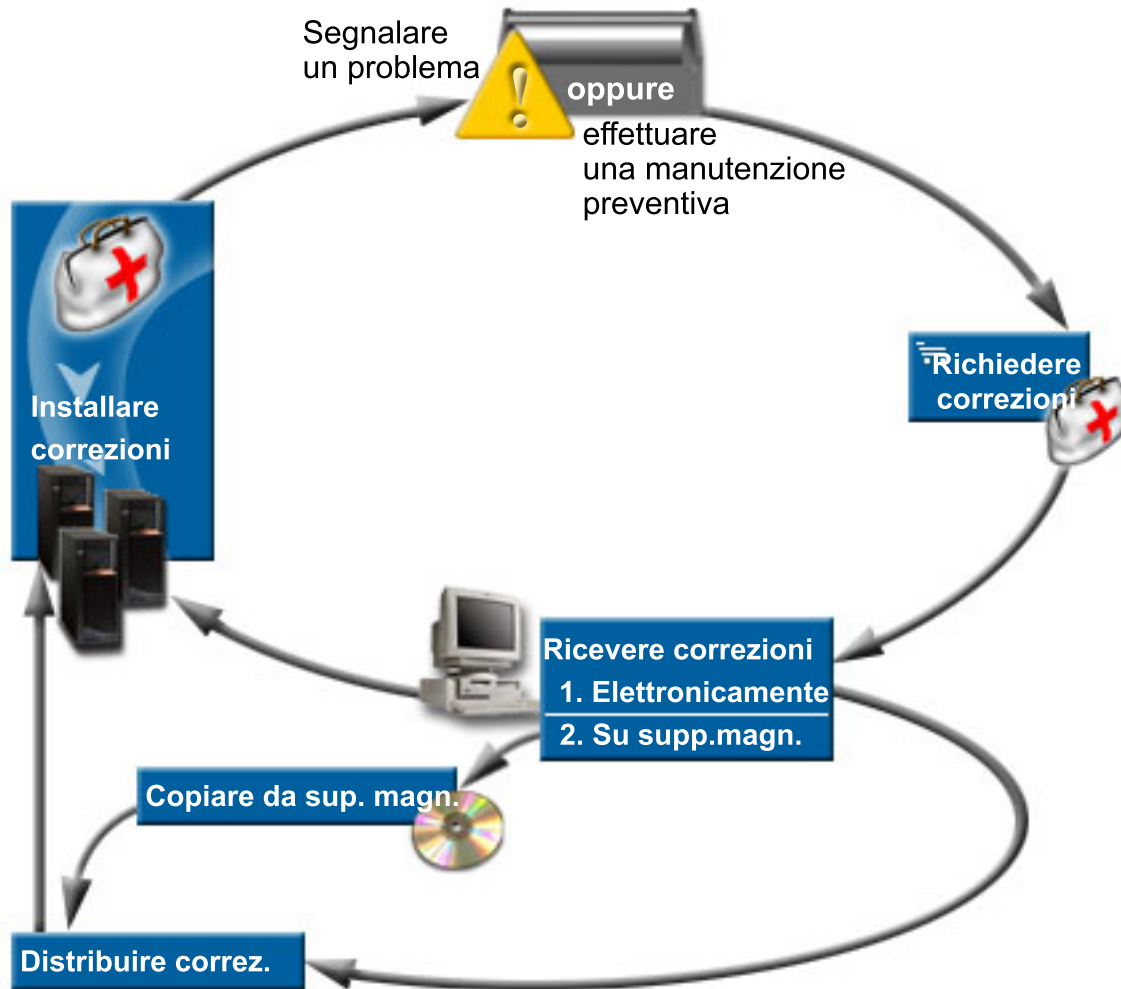 Segnalare
un problema
oppure
effettuare
una manutenzione
preventiva
Richiedere
correzioni
Installare
correzioni
Ricevere correzioni
1. Elettronicamente
2. Su supp.magn.
Copiare da sup. magn.
Distribuire correz.